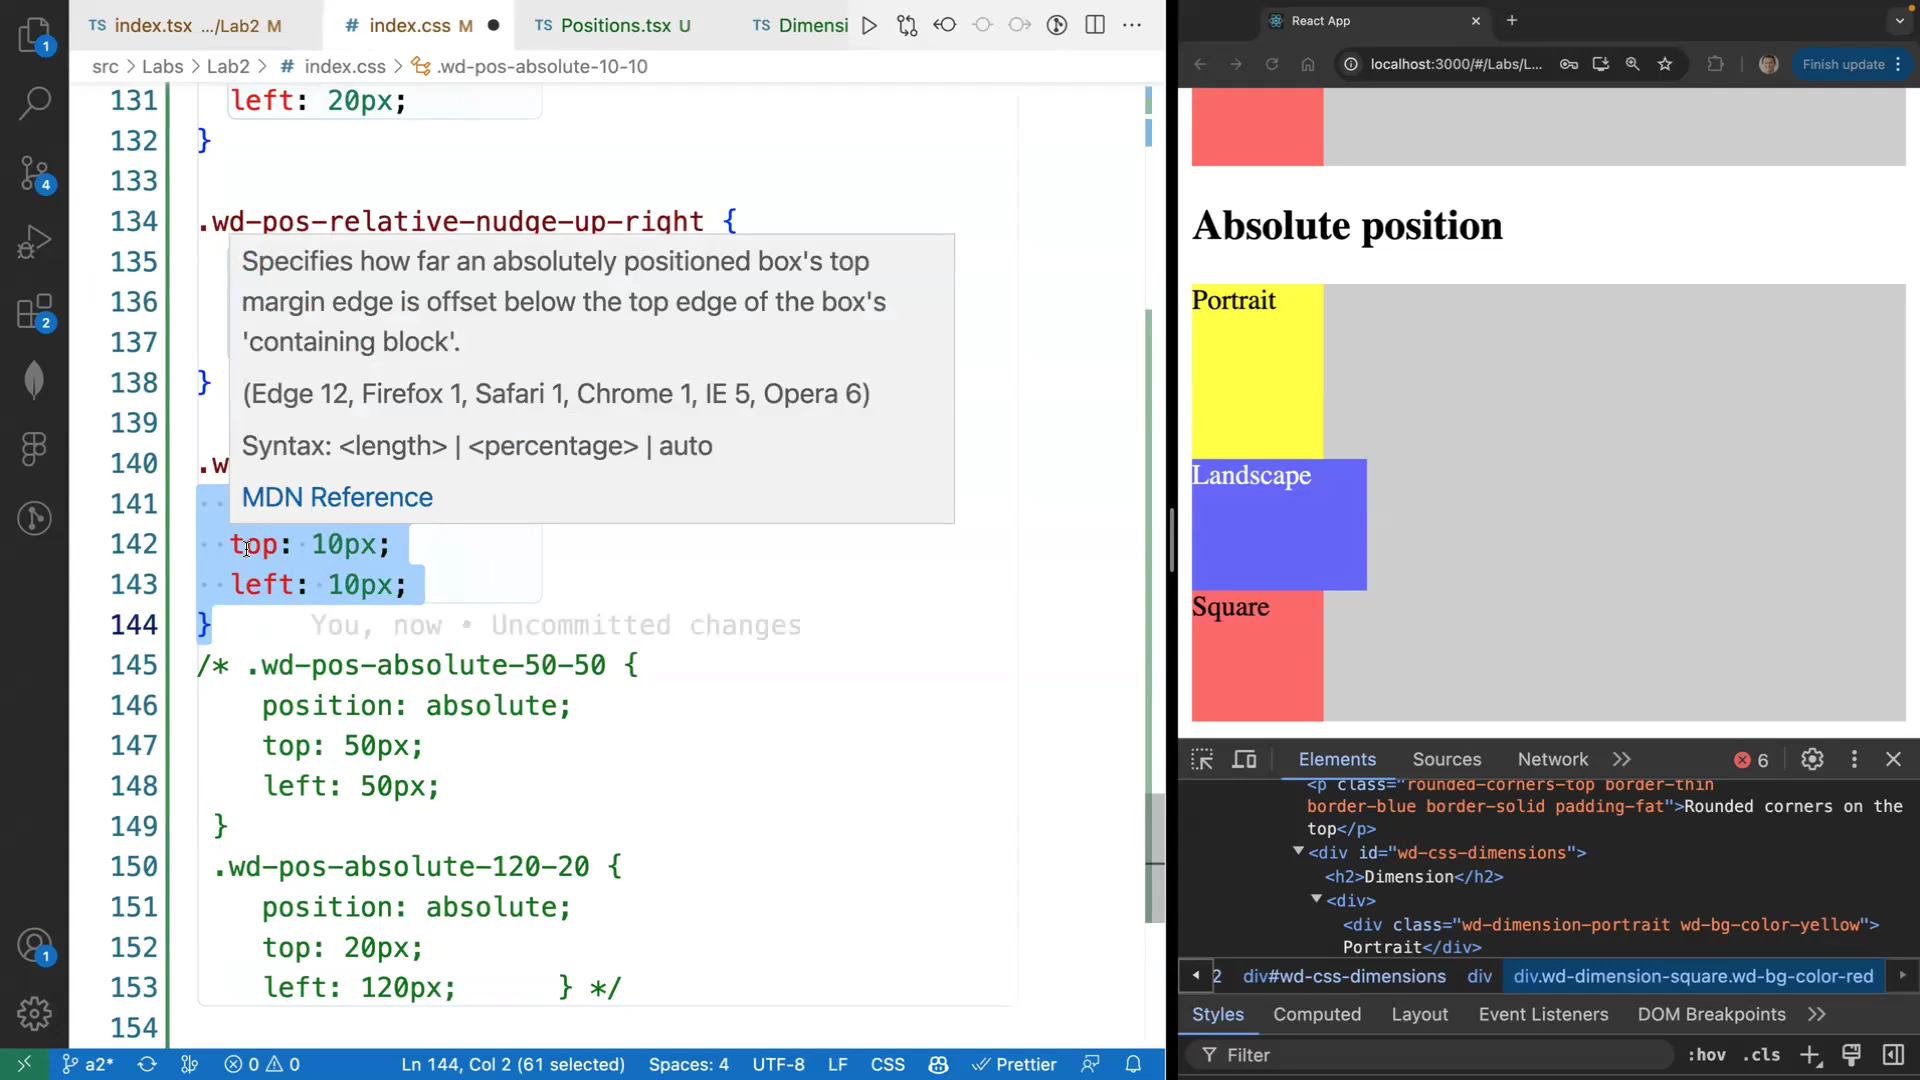 TS index.tsx .../Lab2 M
# index.css M ●
TS Positions.tsx U
TS Dimensi
src > Labs > Lab2 > # index.css > .wd-pos-absolute-10-10
131 left: 20px;
132 }
133
134 .wd-pos-relative-nudge-up-right {
135
136
137
138 }
139
140 .w
141
142 top: 10px;
143 left: 10px;
144 } You, now • Uncommitted changes
145 /* .wd-pos-absolute-50-50 {
146 position: absolute;
147 top: 50px;
148 left: 50px;
149 }
150 .wd-pos-absolute-120-20 {
151 position: absolute;
152 top: 20px;
153 left: 120px; } */
154
Specifies how far an absolutely positioned box's top
margin edge is offset below the top edge of the box's
'containing block'.
(Edge 12, Firefox 1, Safari 1, Chrome 1, IE 5, Opera 6)
Syntax: <length> | <percentage> | auto
MDN Reference
1
4
2
1
a2* 0 0 Ln 144, Col 2 (61 selected) Spaces: 4 UTF-8 LF CSS Prettier
React App
localhost:3000/#/Labs/L...
Finish update
Absolute position
Portrait
Landscape
Square
Elements Sources Network >> 6
<p class="rounded-corners-top border-thin
border-blue border-solid padding-fat">Rounded corners on the
top</p>
<div id="wd-css-dimensions">
<h2>Dimension</h2>
<div>
<div class="wd-dimension-portrait wd-bg-color-yellow">
Portrait</div>
2 div#wd-css-dimensions div div.wd-dimension-square.wd-bg-color-red
Styles Computed Layout Event Listeners DOM Breakpoints >>
Filter :hov .cls +